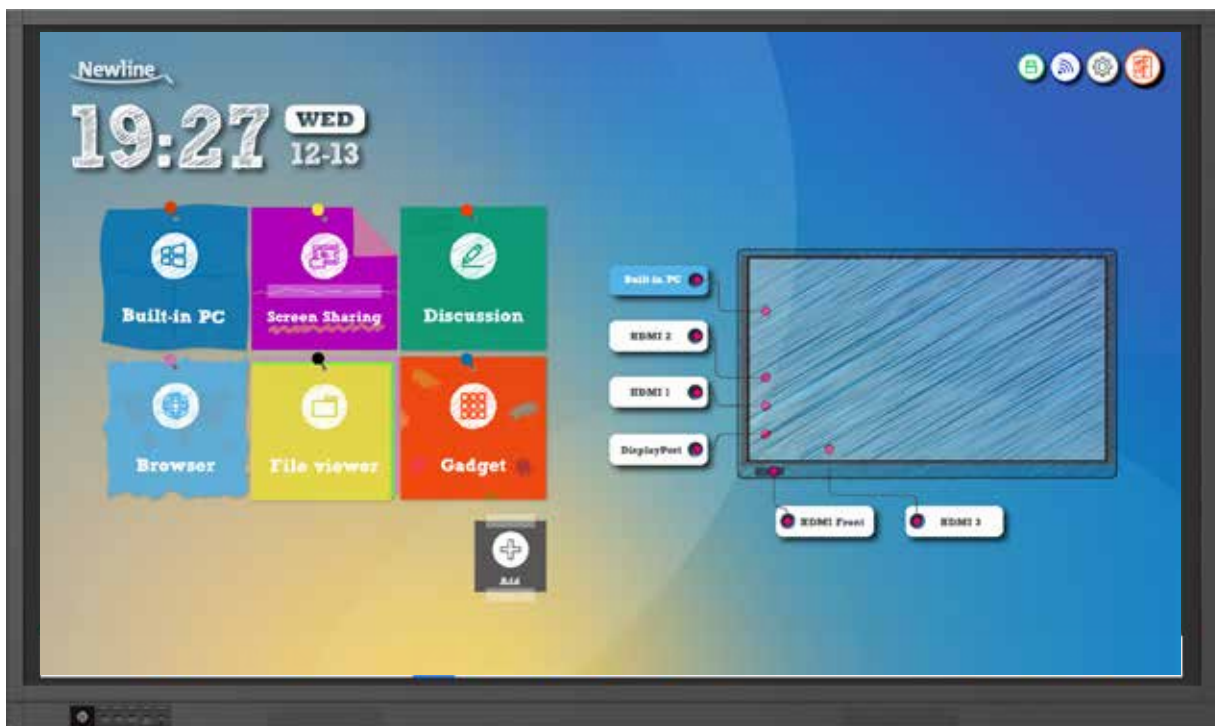 Newline
19:27
WED
12-13
Built-in PC
Screen Sharing
Discussion
Browser
File viewer
Gadget
Add
Built-in PC
HDMI 2
HDMI 1
DisplayPort
HDMI Front
HDMI 3